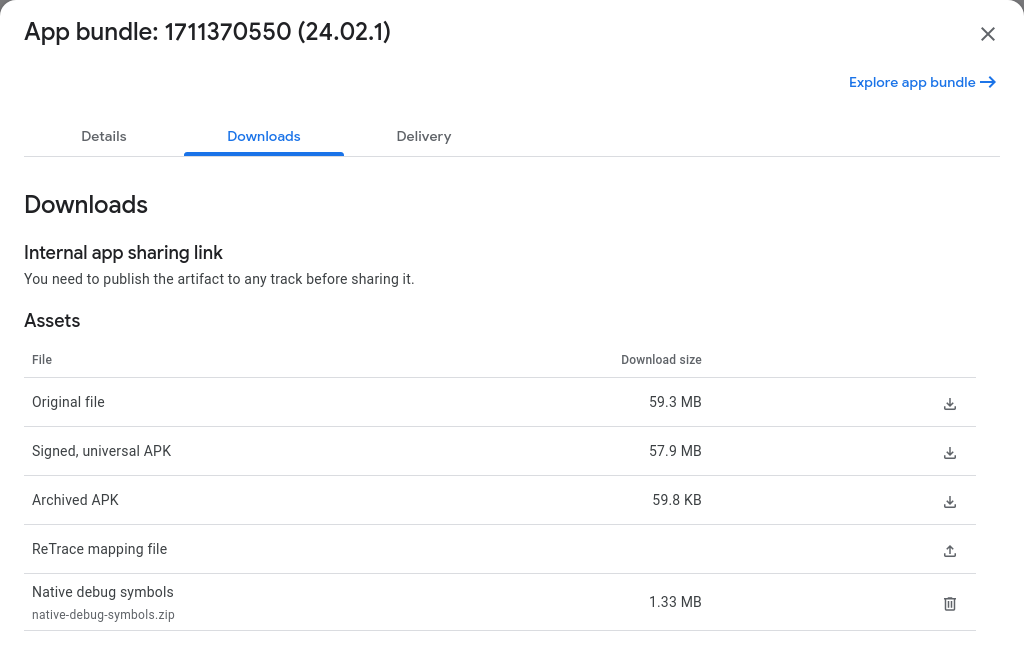 App bundle: 1711370550 (24.02.1)
Explore app bundle
Details Downloads Delivery
Downloads
Internal app sharing link
You need to publish the artifact to any track before sharing it.
Assets
File Download size
Original file 59.3 MB
Signed, universal APK 57.9 MB
Archived APK 59.8 KB
ReTrace mapping file
Native debug symbols 1.33 MB
native-debug-symbols.zip